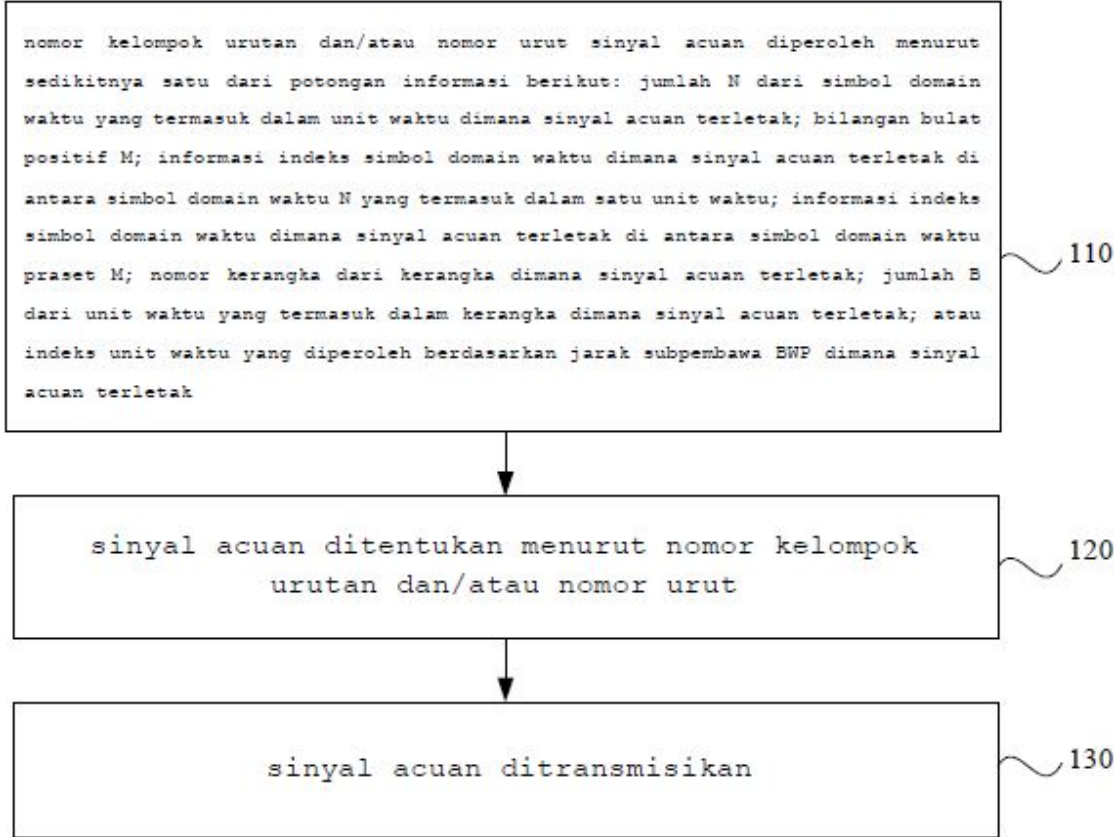 nomor kelompok urutan dan/atau nomor urut sinyal acuan diperoleh menurut
sedikitnya satu dari potongan informasi berikut: jumlah N dari simbol domain
waktu yang termasuk dalam unit waktu dimana sinyal acuan terletak; bilangan bulat
positif M; informasi indeks simbol domain waktu dimana sinyal acuan terletak di
antara simbol domain waktu N yang termasuk dalam satu unit waktu; informasi indeks
simbol domain waktu dimana sinyal acuan terletak di antara simbol domain waktu
praset M; nomor kerangka dari kerangka dimana sinyal acuan terletak; jumlah B
dari unit waktu yang termasuk dalam kerangka dimana sinyal acuan terletak; atau
indeks unit waktu yang diperoleh berdasarkan jarak subpembawa BWP dimana sinyal
acuan terletak
110
sinyal acuan ditentukan menurut nomor kelompok
urutan dan/atau nomor urut
120
sinyal acuan ditransmisikan
130